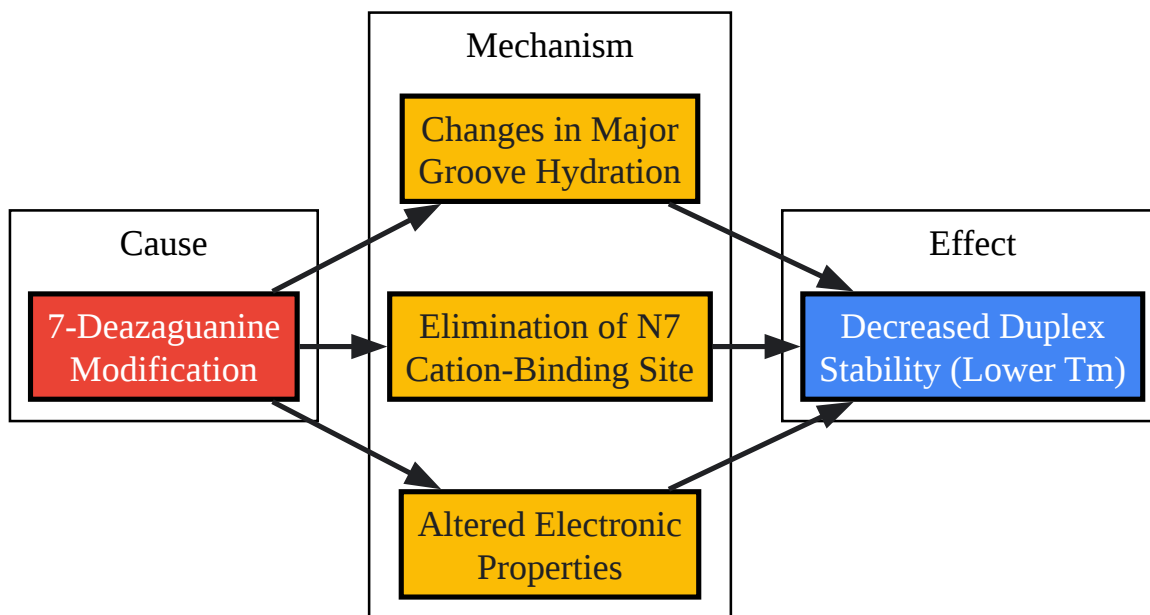 Mechanism
Changes in Major
Groove Hydration
Cause
7-Deazaguanine
Modification
Elimination of N7
Cation-Binding Site
Effect
Decreased Duplex
Stability (Lower Tm)
Altered Electronic
Properties